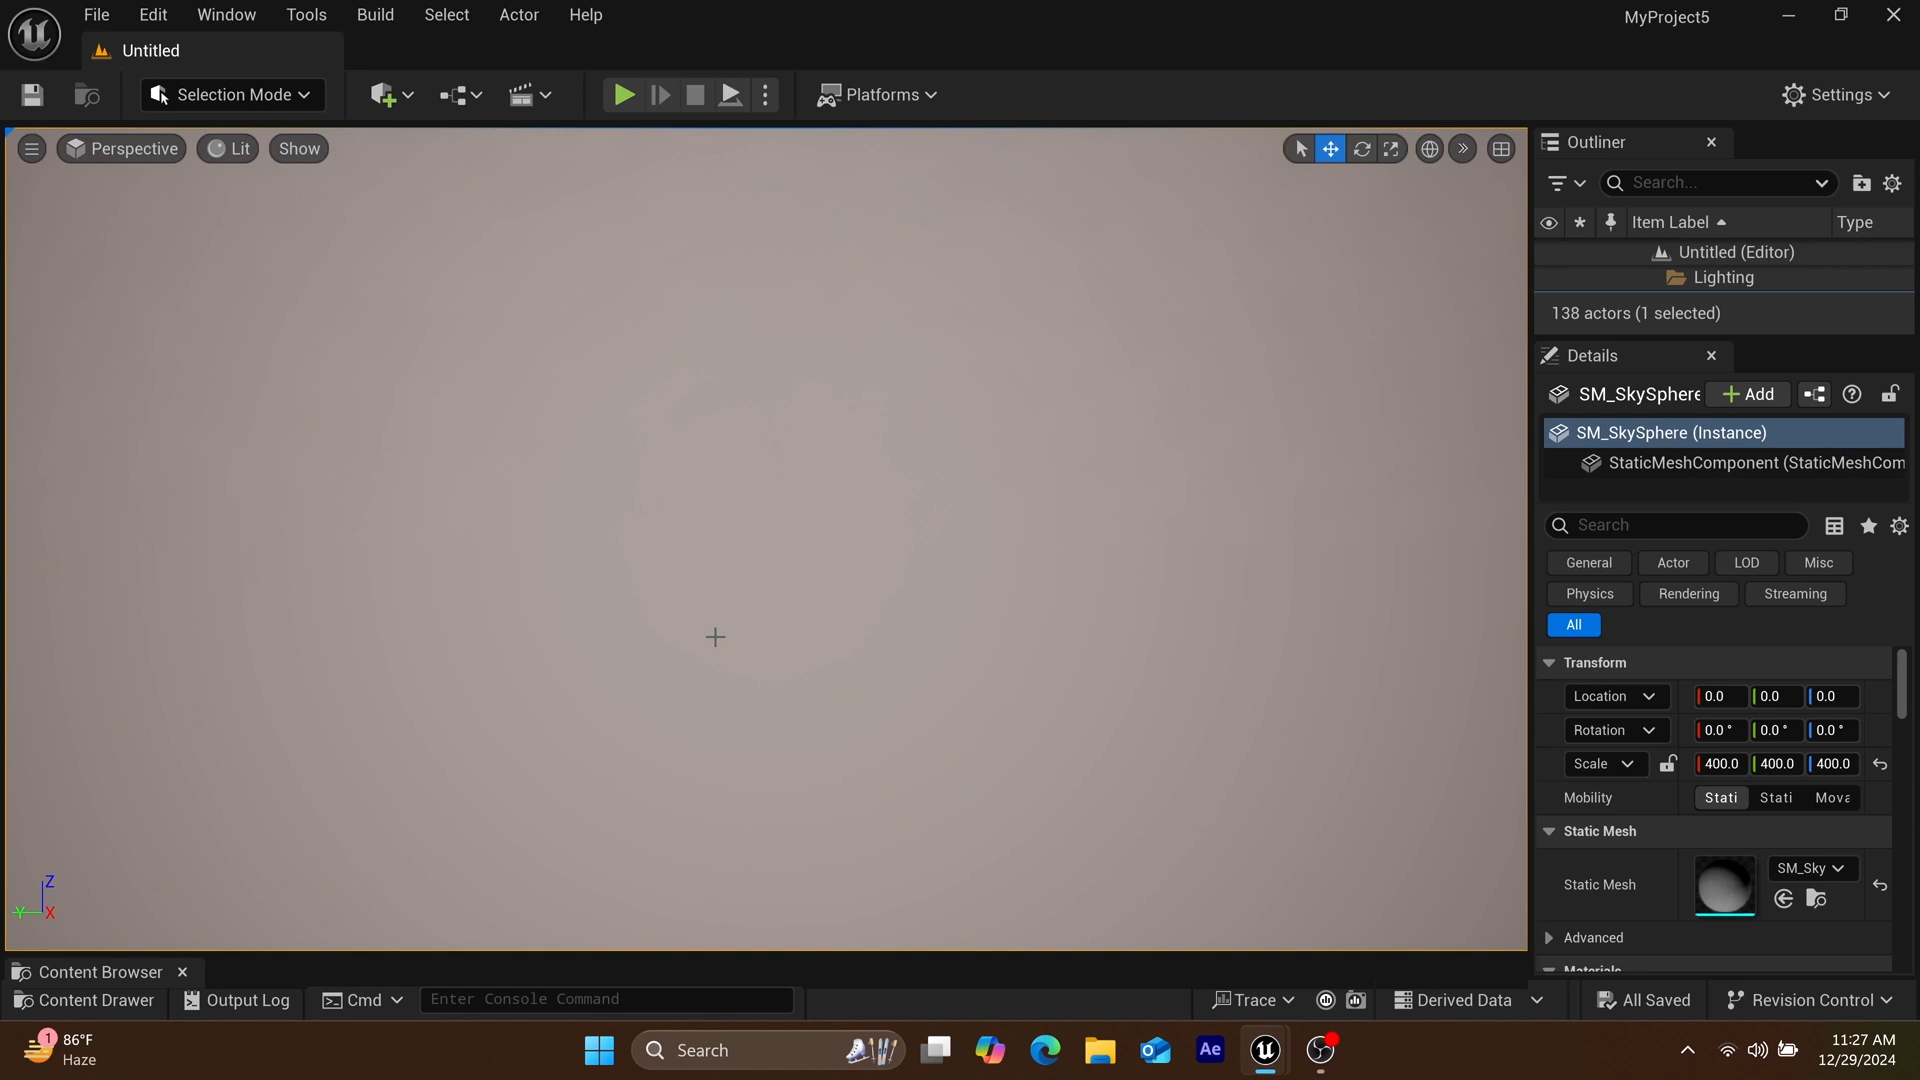 File Edit Window Tools Build Select Actor Help
MyProject5
Untitled
Selection Mode
Platforms
Settings
Perspective
Lit
Show
Outliner
Search...
Item Label
Type
Untitled (Editor)
Lighting
138 actors (1 selected)
Details
SM_SkySphere
Add
SM_SkySphere (Instance)
StaticMeshComponent (StaticMeshCom
Search
General Actor LOD Misc
Physics Rendering Streaming
All
Transform
Location 0.0 0.0 0.0
Rotation 0.0 ° 0.0 ° 0.0 °
Scale 400.0 400.0 400.0
Mobility Stati Stati Mova
Static Mesh
SM_Sky
Static Mesh
Advanced
Materials
Z
Y X
Content Browser
Content Drawer Output Log Cmd Enter Console Command Trace Derived Data All Saved Revision Control
1
86°F
Haze
Search
Ae
11:27 AM
12/29/2024